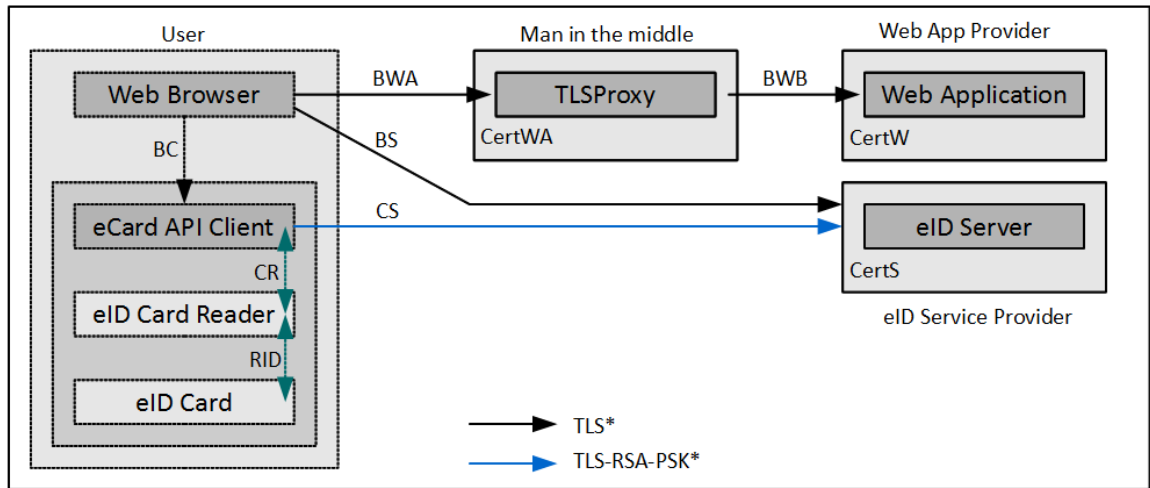 User
Man in the middle
Web App Provider
Web Browser
BWA
TLSProxy
BWB
Web Application
CertWA
CertW
BC
BS
eCard API Client
CS
eID Server
CR
CertS
eID Card Reader
eID Service Provider
RID
eID Card
TLS*
TLS-RSA-PSK*